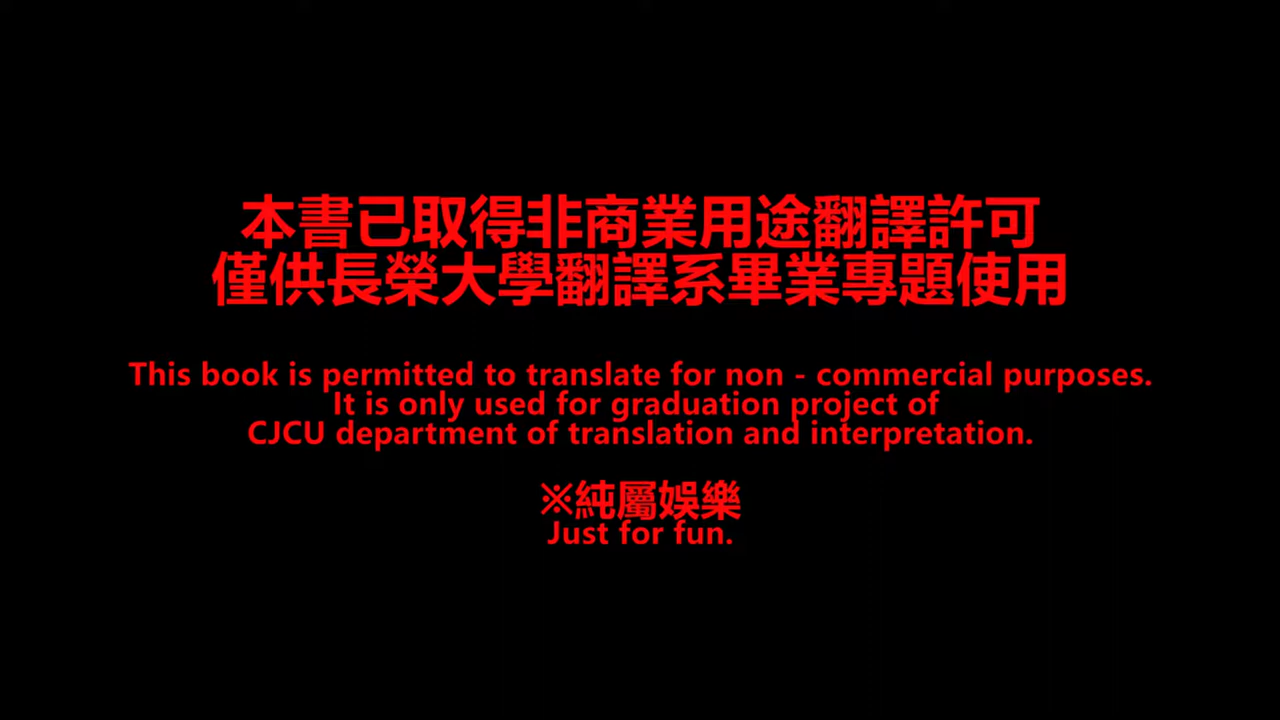 本書已取得非商業用途翻譯許可
僅供長榮大學翻譯系畢業專題使用
This book is permitted to translate for non - commercial purposes.
It is only used for graduation project of
CJCU department of translation and interpretation.
※純屬娛樂
Just for fun.